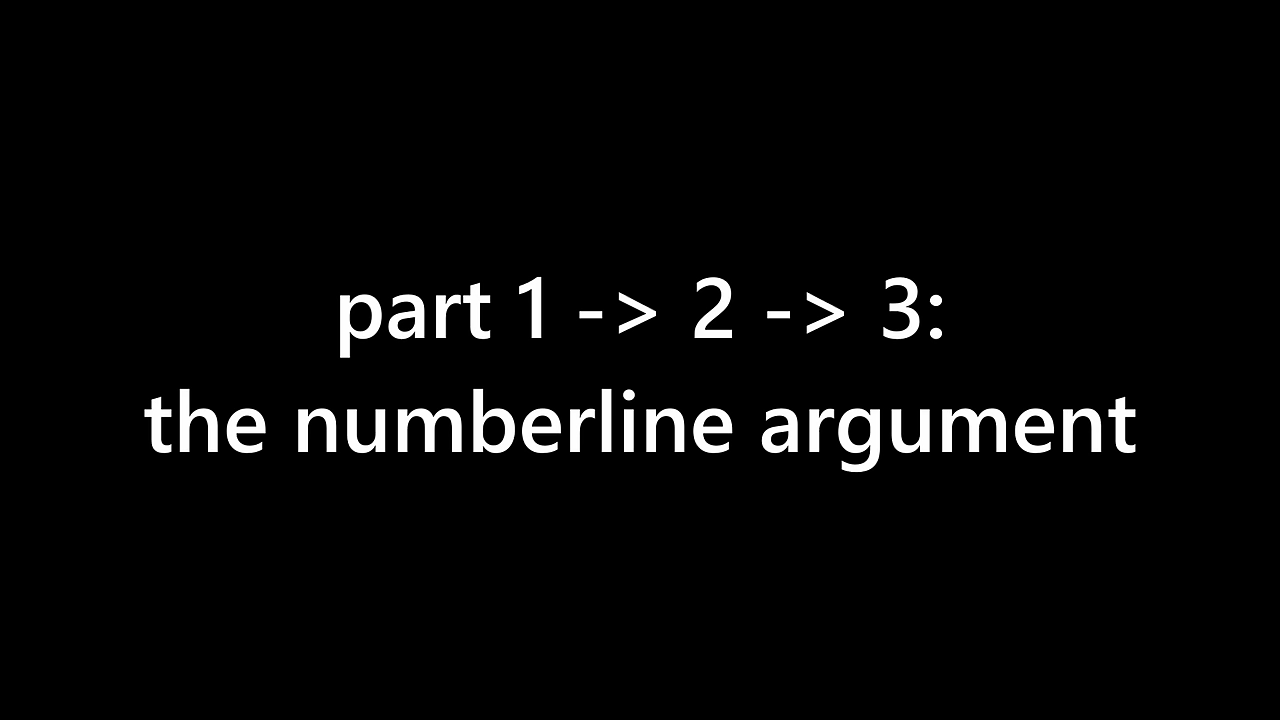 part 1 -> 2 -> 3:
the numberline argument